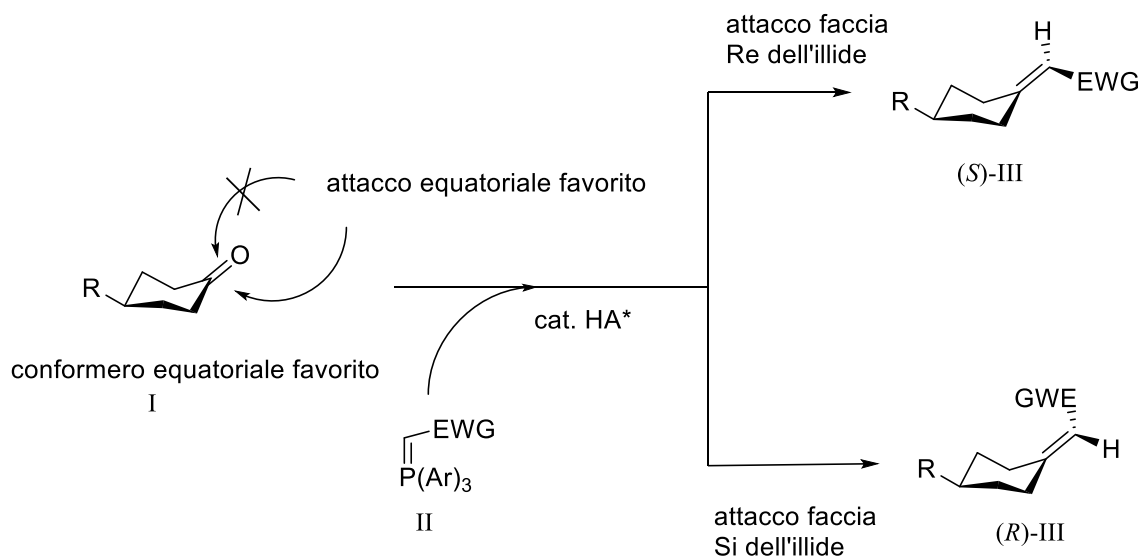 attacco faccia
Re dell'illide
H
EWG
R
(S)-III
attacco equatoriale favorito
O
R
cat. HA*
conformero equatoriale favorito
I
EWG
P(Ar)3
II
GWE
H
R
(R)-III
attacco faccia
Si dell'illide